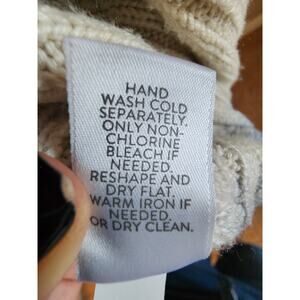 HAND
WASH COLD
SEPARATELY.
ONLY NON-
CHLORINE
BLEACH IF
NEEDED.
RESHAPE AND
DRY FLAT.
WARM IRON IF
NEEDED.
OR DRY CLEAN.